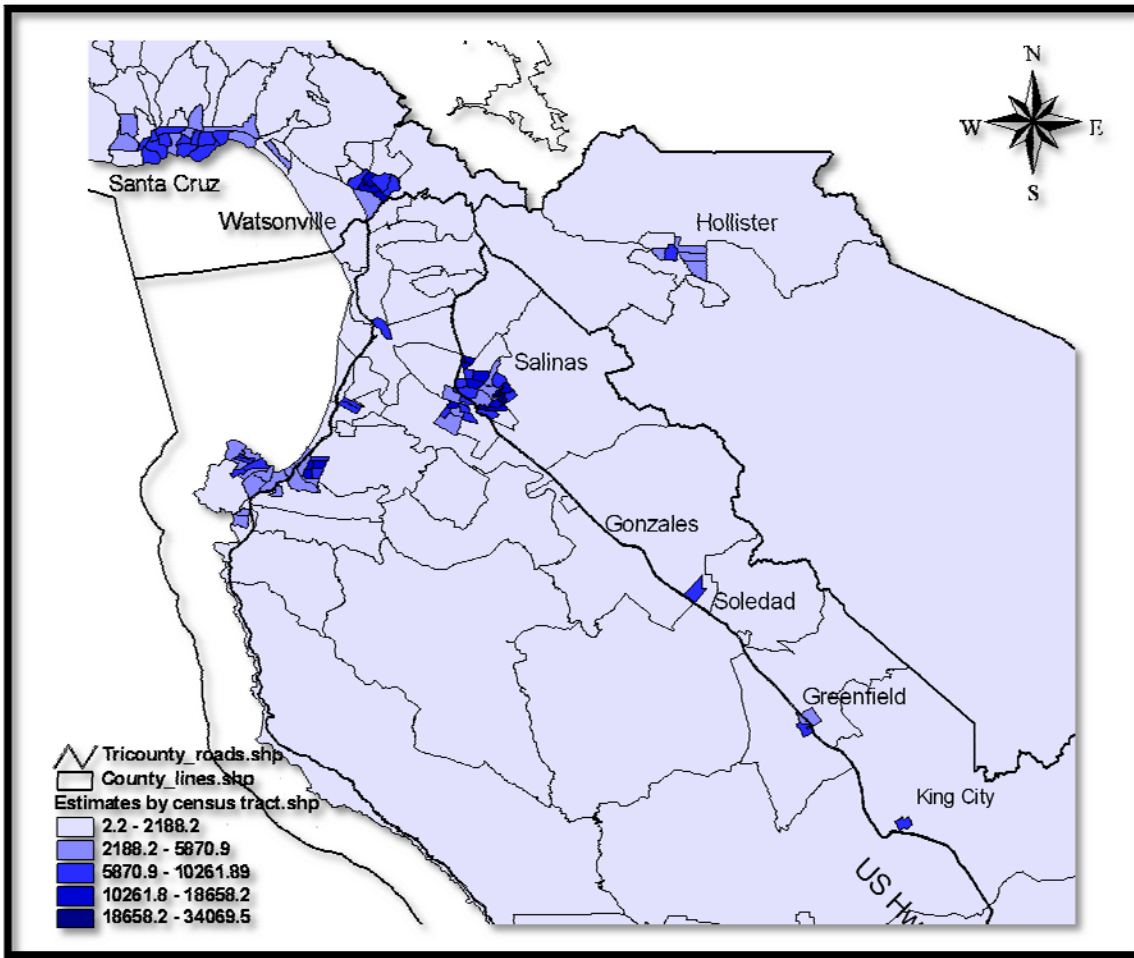 N
W E
S
Santa Cruz
Watsonville
Hollister
Salinas
Gonzales
Soledad
Greenfield
King City
US Hw
Tricounty_roads.shp
County_lines.shp
Estimates by census tract.shp
2.2 - 2188.2
2188.2 - 5870.9
5870.9 - 10261.89
10261.8 - 18658.2
18658.2 - 34069.5